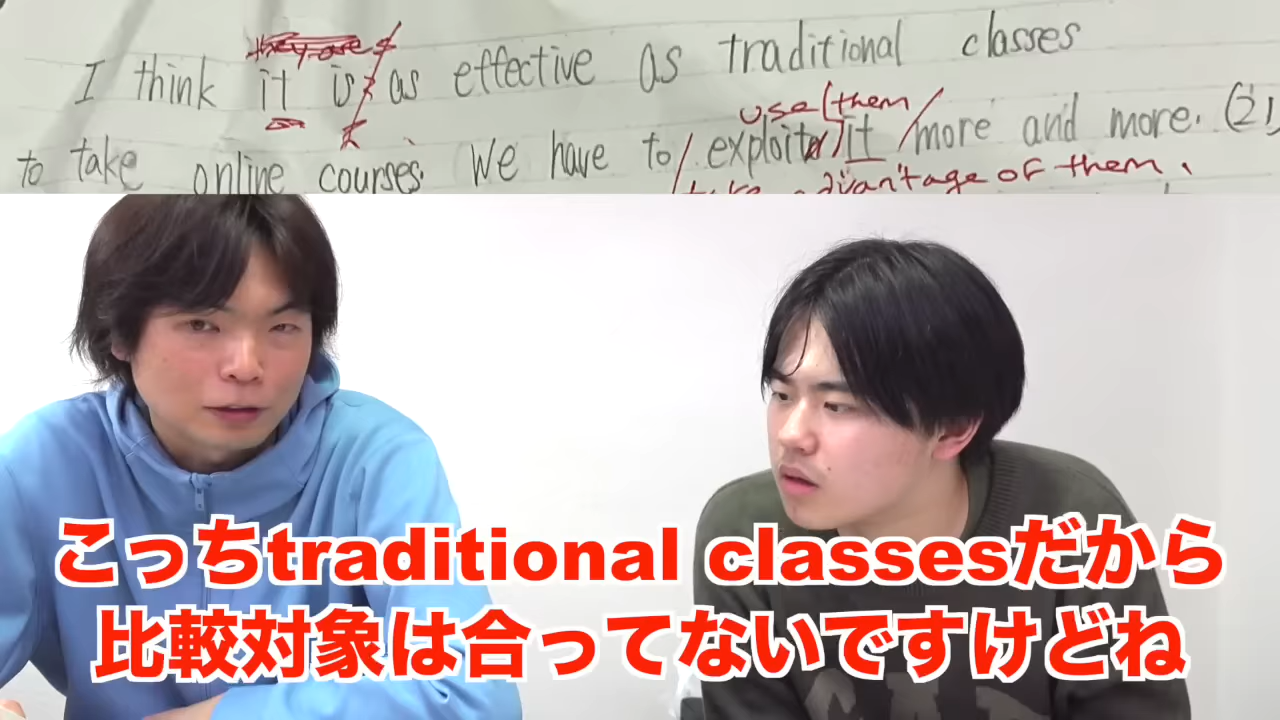 they are
I think it is as effective as traditional classes
use (them
to take online courses. We have to exploit it more and more. (21
take advantage of them.
こっちtraditional classesだから
比較対象は合ってないですけどね